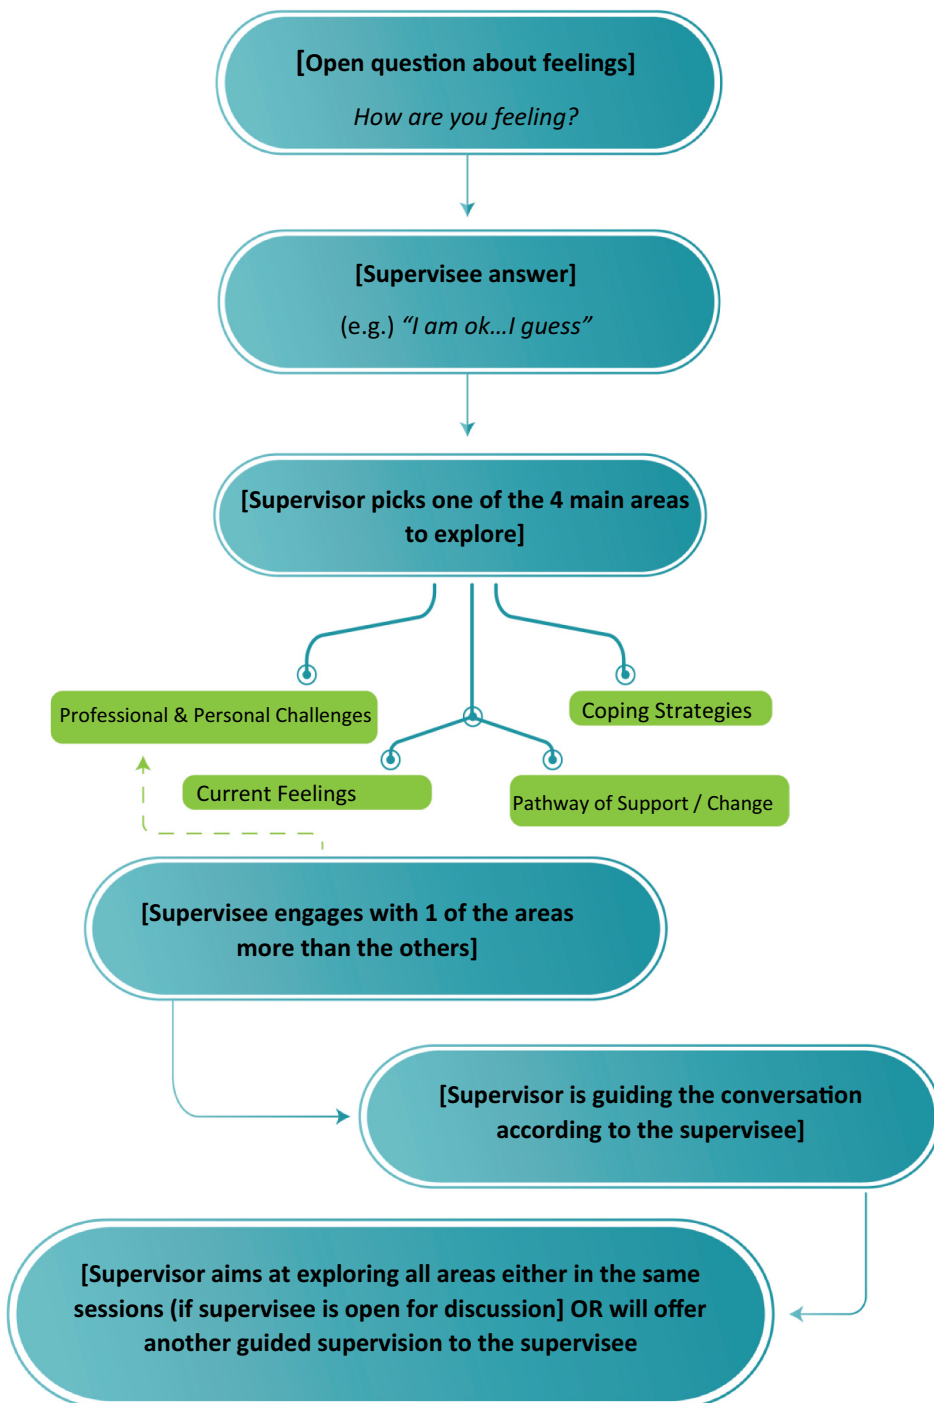 [Open question about feelings]
How are you feeling?
[Supervisee answer]
(e.g.) “I am ok...I guess”
[Supervisor picks one of the 4 main areas
to explore]
Professional & Personal Challenges
Coping Strategies
Current Feelings
Pathway of Support / Change
[Supervisee engages with 1 of the areas
more than the others]
[Supervisor is guiding the conversation
according to the supervisee]
[Supervisor aims at exploring all areas either in the same
sessions (if supervisee is open for discussion] OR will offer
another guided supervision to the supervisee